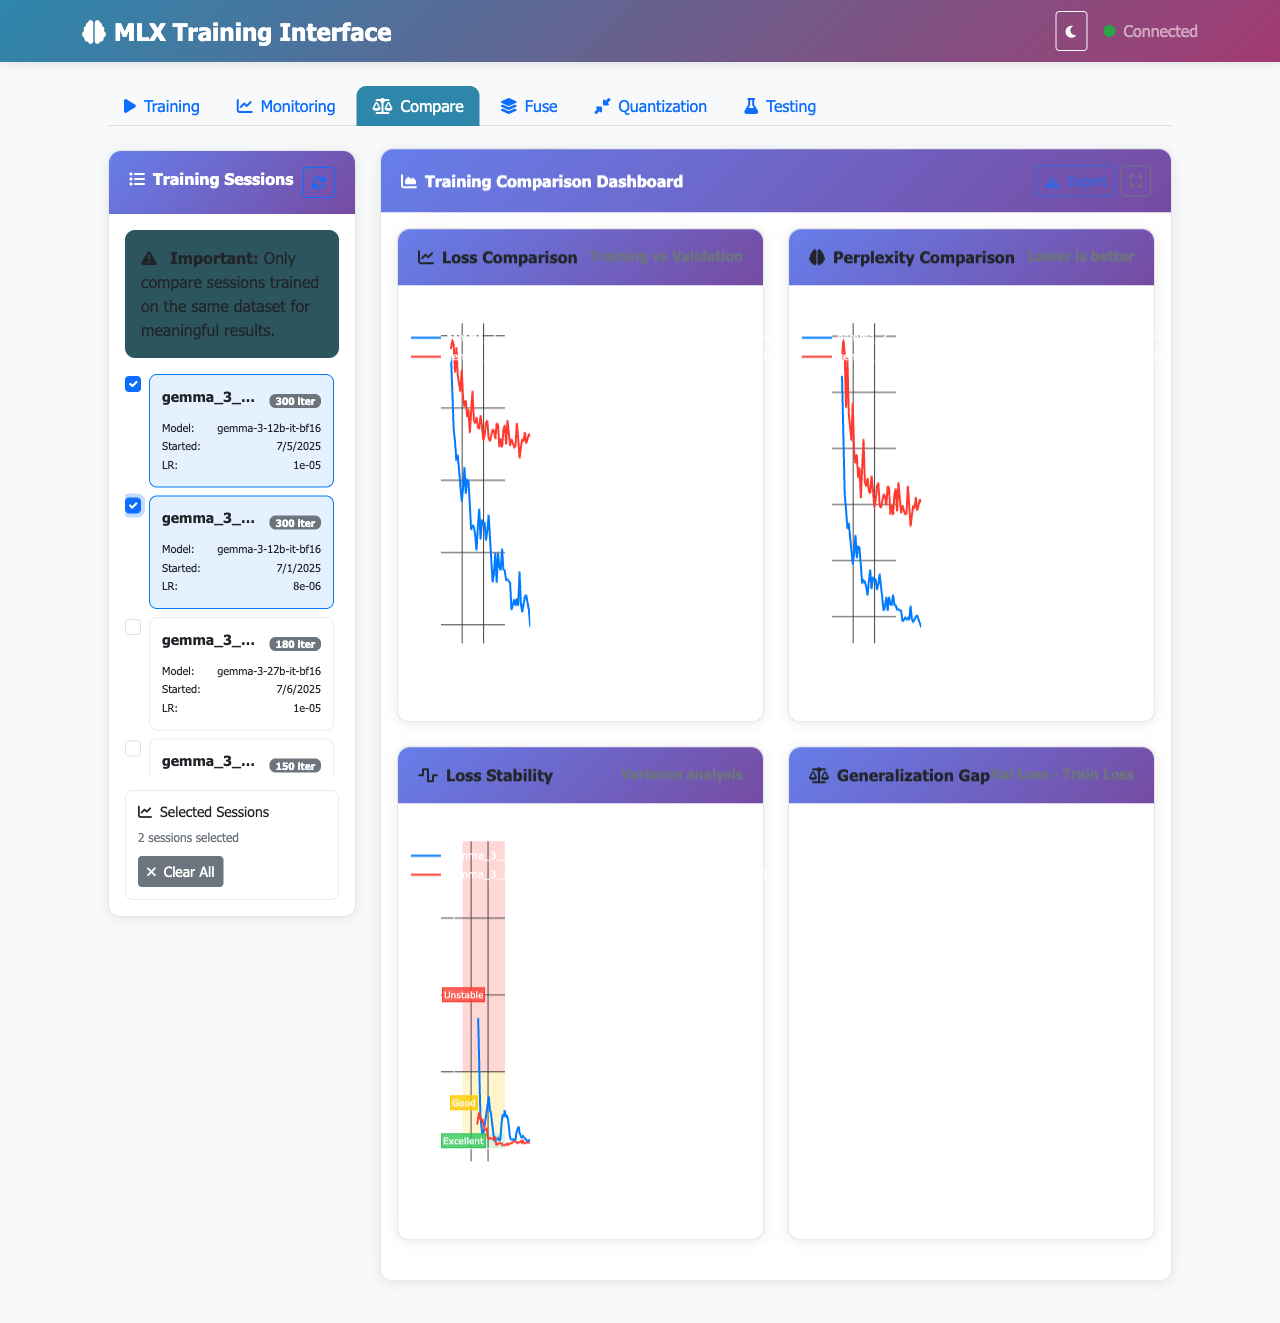 MLX Training Interface
Connected
Training
Monitoring
Compare
Fuse
Quantization
Testing
Training Sessions
Important: Only
compare sessions trained
on the same dataset for
meaningful results.
gemma_3_...
300 iter
Model: gemma-3-12b-it-bf16
Started: 7/5/2025
LR: 1e-05
gemma_3_...
300 iter
Model: gemma-3-12b-it-bf16
Started: 7/1/2025
LR: 8e-06
gemma_3_...
180 iter
Model: gemma-3-27b-it-bf16
Started: 7/6/2025
LR: 1e-05
gemma_3_...
150 iter
Selected Sessions
2 sessions selected
Clear All
Training Comparison Dashboard
Export
Loss Comparison
Training vs Validation
Perplexity Comparison
Lower is better
Loss Stability
Variance analysis
Unstable
Good
Excellent
Generalization Gap
Val Loss - Train Loss